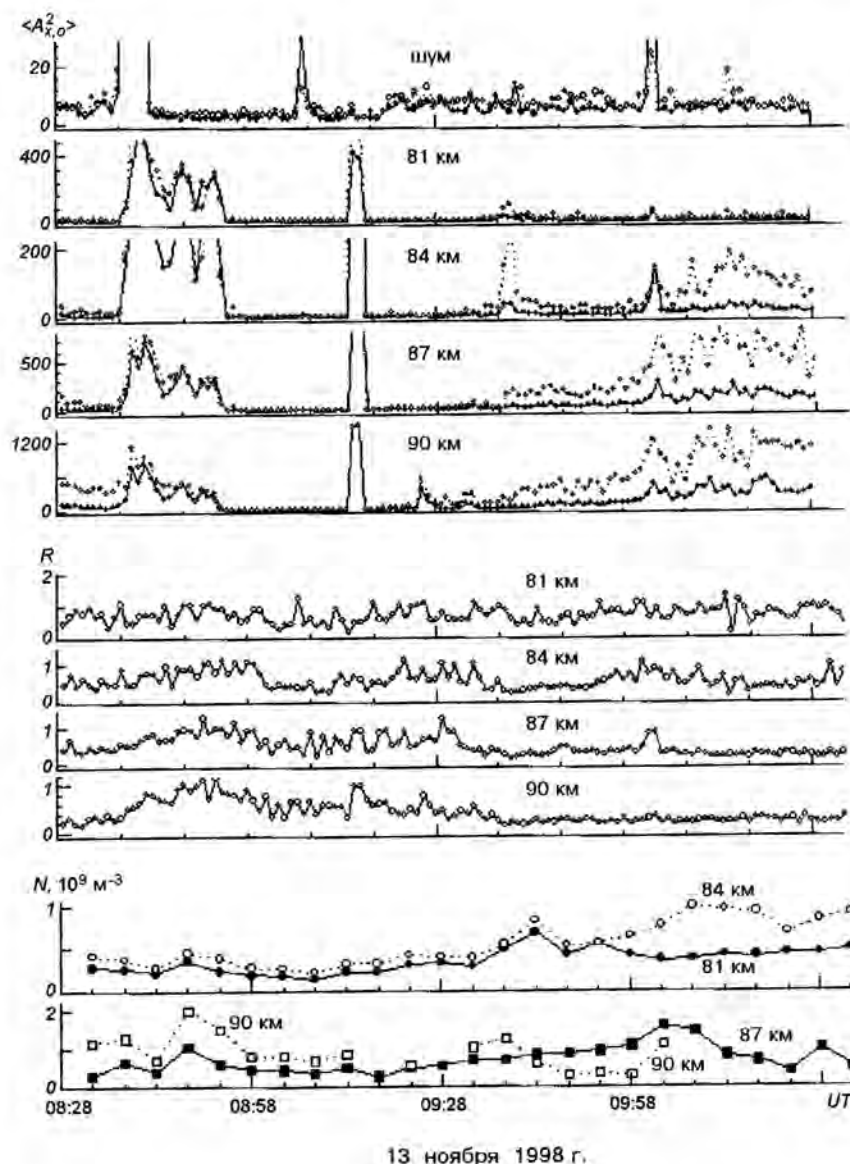 <A²x,o>
шум
20
0
81 км
400
0
84 км
200
0
87 км
500
0
90 км
1200
0
R
81 км
2
0
84 км
1
0
87 км
1
0
90 км
1
0
N, 10⁹ м⁻³
84 км
1
81 км
0
2
90 км
87 км
1
90 км
0
08:28 08:58 09:28 09:58 UT
13 ноября 1998 г.